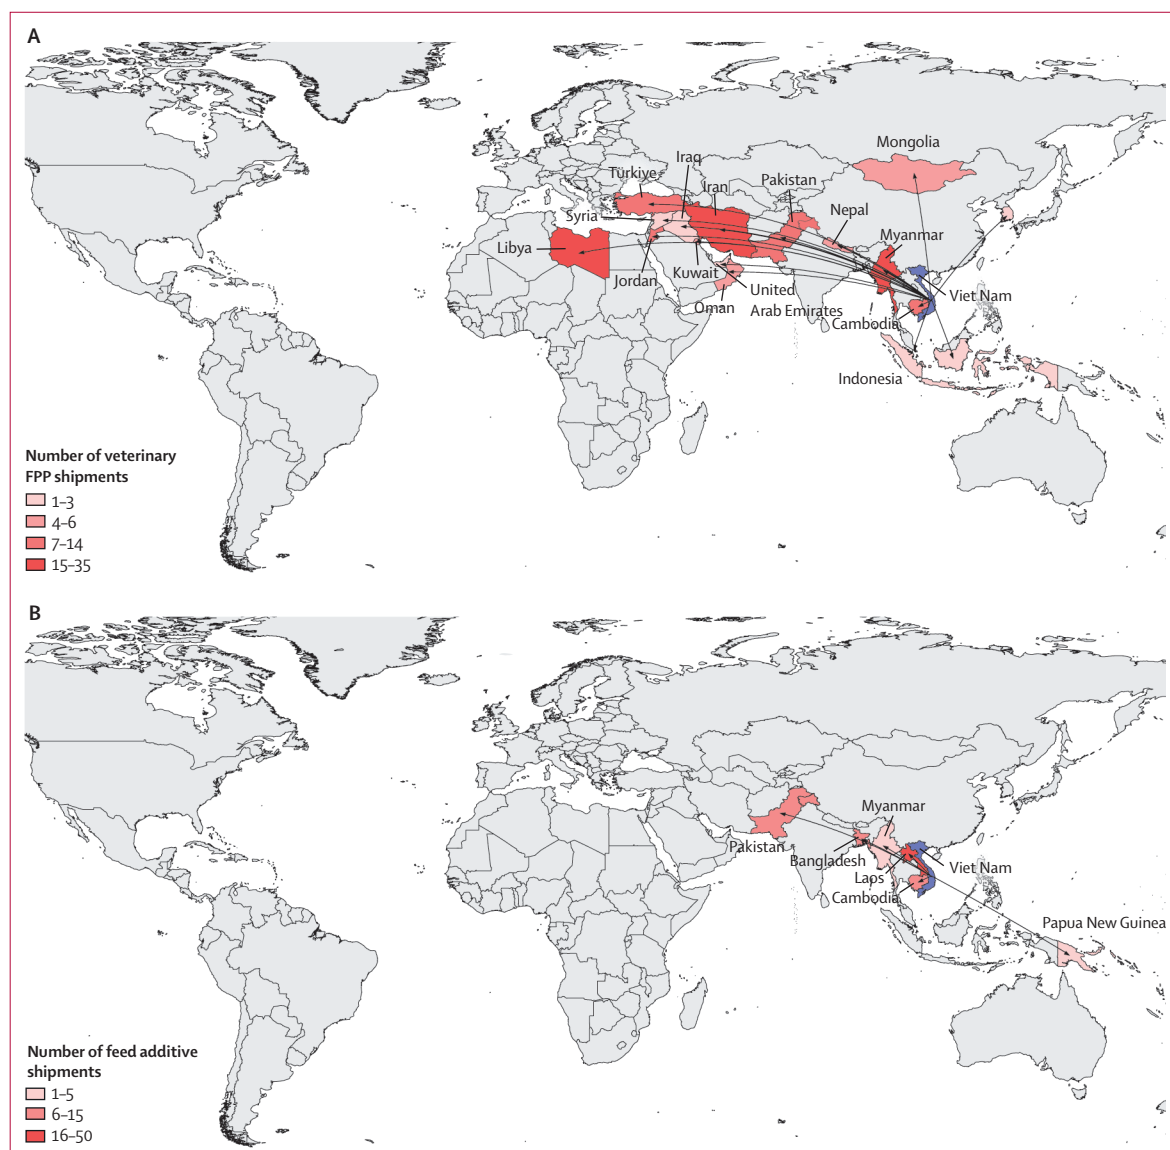 A
Mongolia
Iraq
Türkiye
Iran
Pakistan
Syria
Nepal
Myanmar
Libya
Jordan
Kuwait
Oman
United
Arab Emirates
Viet Nam
Cambodia
Indonesia
Number of veterinary
FPP shipments
1–3
4–6
7–14
15–35
B
Myanmar
Pakistan
Bangladesh
Laos
Viet Nam
Cambodia
Papua New Guinea
Number of feed additive
shipments
1–5
6–15
16–50